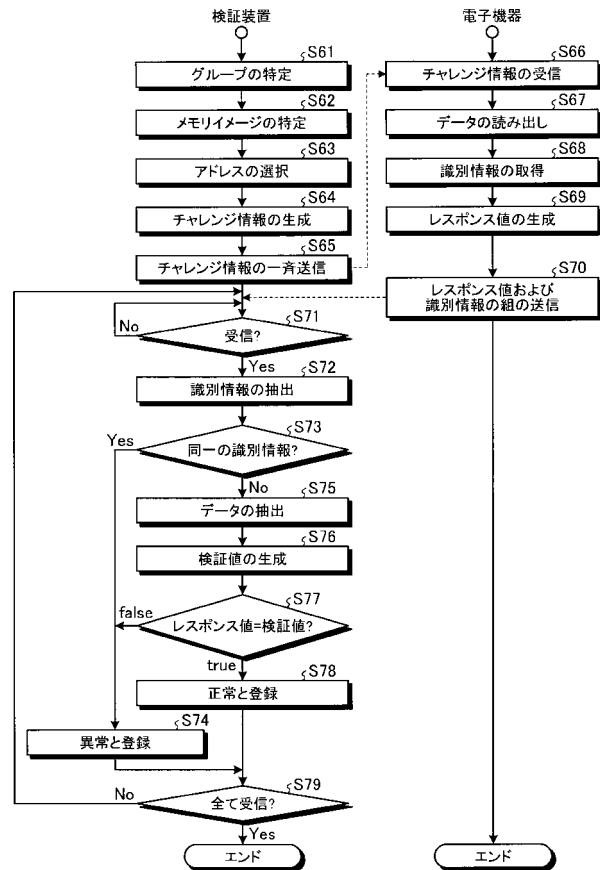 検証装置
S61
グループの特定
S62
メモリイメージの特定
S63
アドレスの選択
S64
チャレンジ情報の生成
S65
チャレンジ情報の一斉送信
S71
受信?
No
Yes
S72
識別情報の抽出
S73
同一の識別情報?
Yes
No
S75
データの抽出
S76
検証値の生成
S77
レスポンス値=検証値?
false
true
S78
正常と登録
S74
異常と登録
S79
全て受信?
No
Yes
エンド
電子機器
S66
チャレンジ情報の受信
S67
データの読み出し
S68
識別情報の取得
S69
レスポンス値の生成
S70
レスポンス値および
識別情報の組の送信
エンド